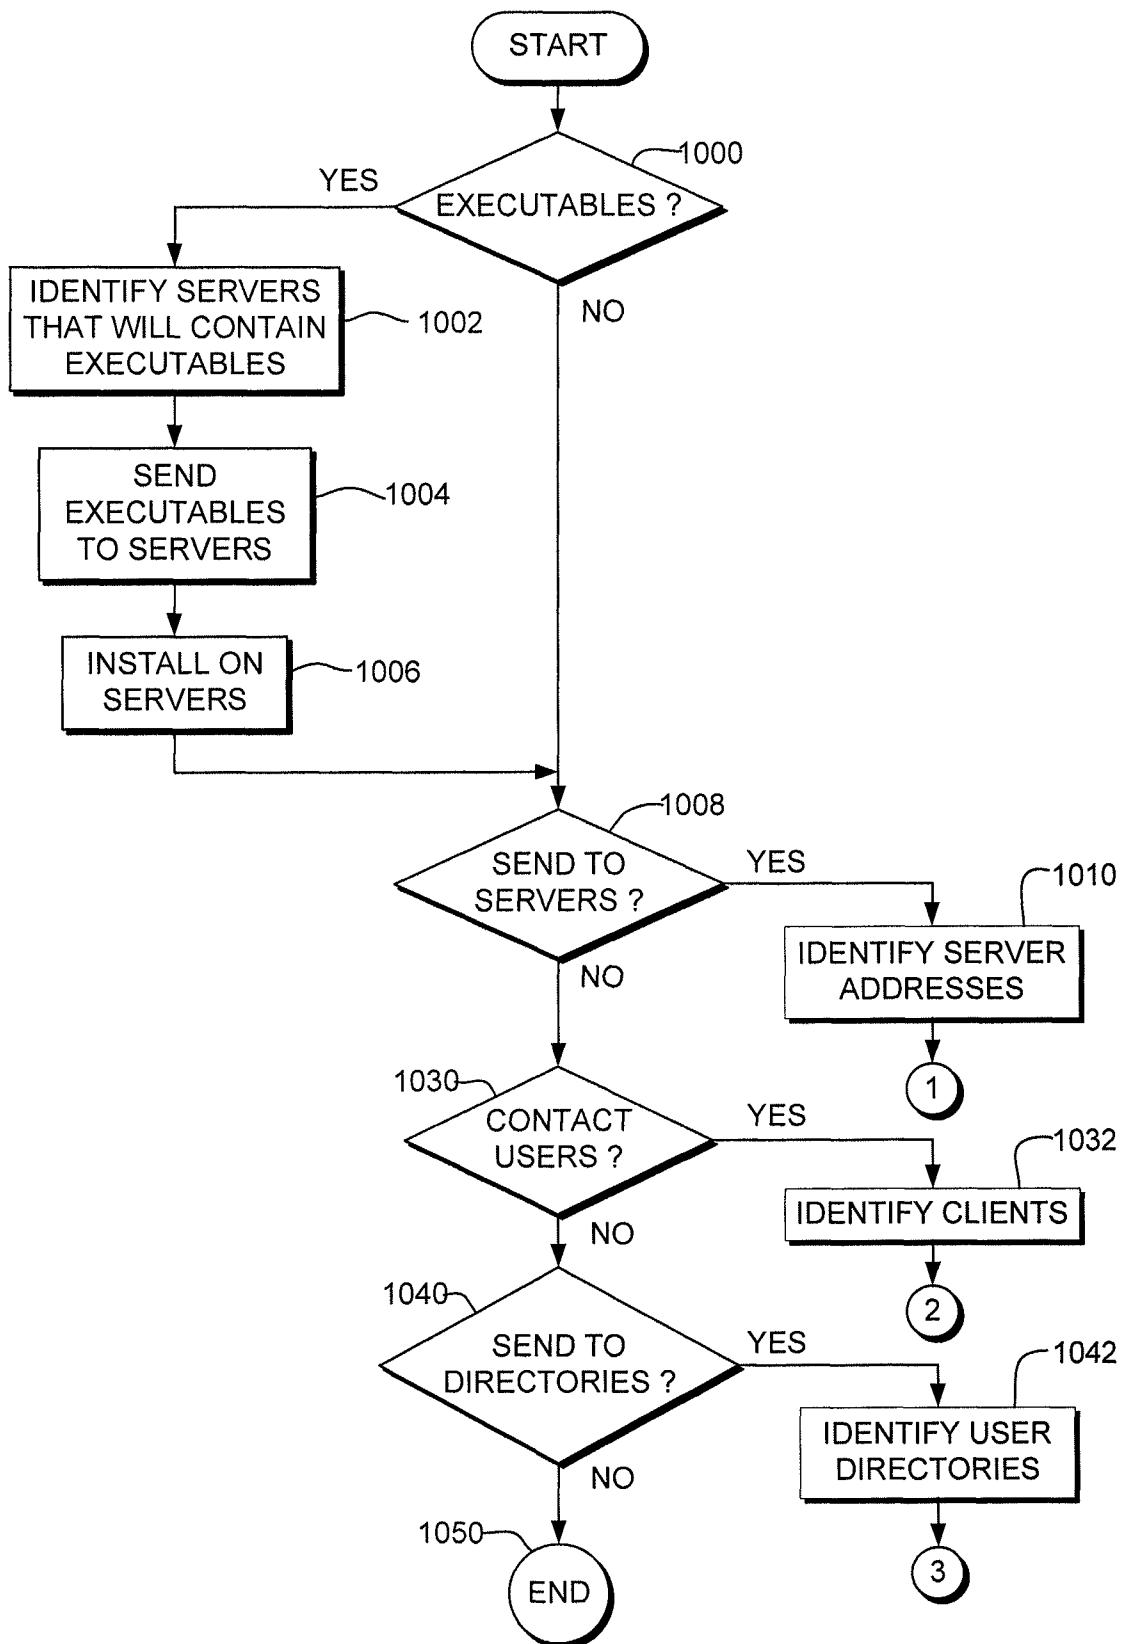 START
1000
YES
EXECUTABLES ?
IDENTIFY SERVERS
THAT WILL CONTAIN
EXECUTABLES
1002
NO
SEND
EXECUTABLES
TO SERVERS
1004
INSTALL ON
SERVERS
1006
1008
SEND TO
SERVERS ?
YES
1010
IDENTIFY SERVER
ADDRESSES
NO
1
1030
CONTACT
USERS ?
YES
1032
IDENTIFY CLIENTS
NO
2
1040
SEND TO
DIRECTORIES ?
YES
1042
IDENTIFY USER
DIRECTORIES
NO
3
1050
END